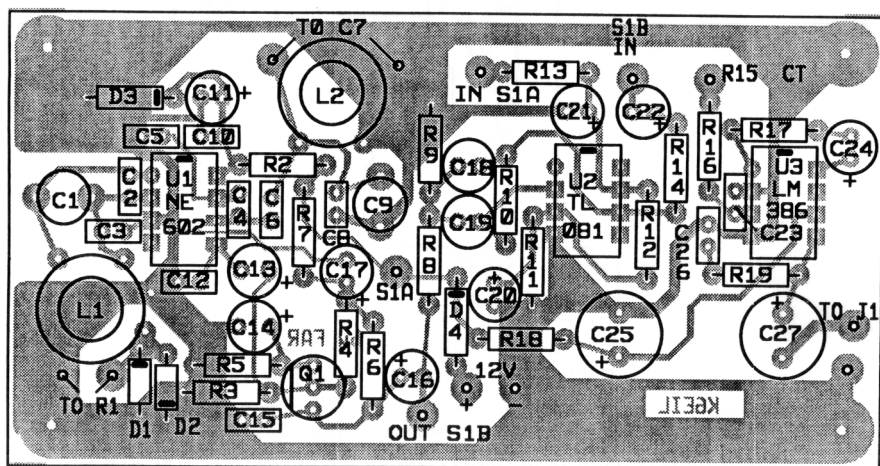 TO C7
S1B
IN
D3
C11
+
L2
IN S1A
R13
R15
CT
C21
+
C22
+
R17
C24
+
C5
C10
R9
R14
R16
C2
U1
NE
602
R2
C18
R10
U2
TL
081
U3
LM
386
C1
C4
C6
R7
C8
C9
C19
R12
C26
C23
C3
R8
R11
C12
C13
+
C17
+
S1A
C20
+
R19
L1
C14
+
FAR
R4
R6
D4
R18
C25
+
C27
+
TO J1
R5
R3
Q1
C16
+
12V
+
-
TO R1
D1
D2
C15
OUT S1B
K6EIL